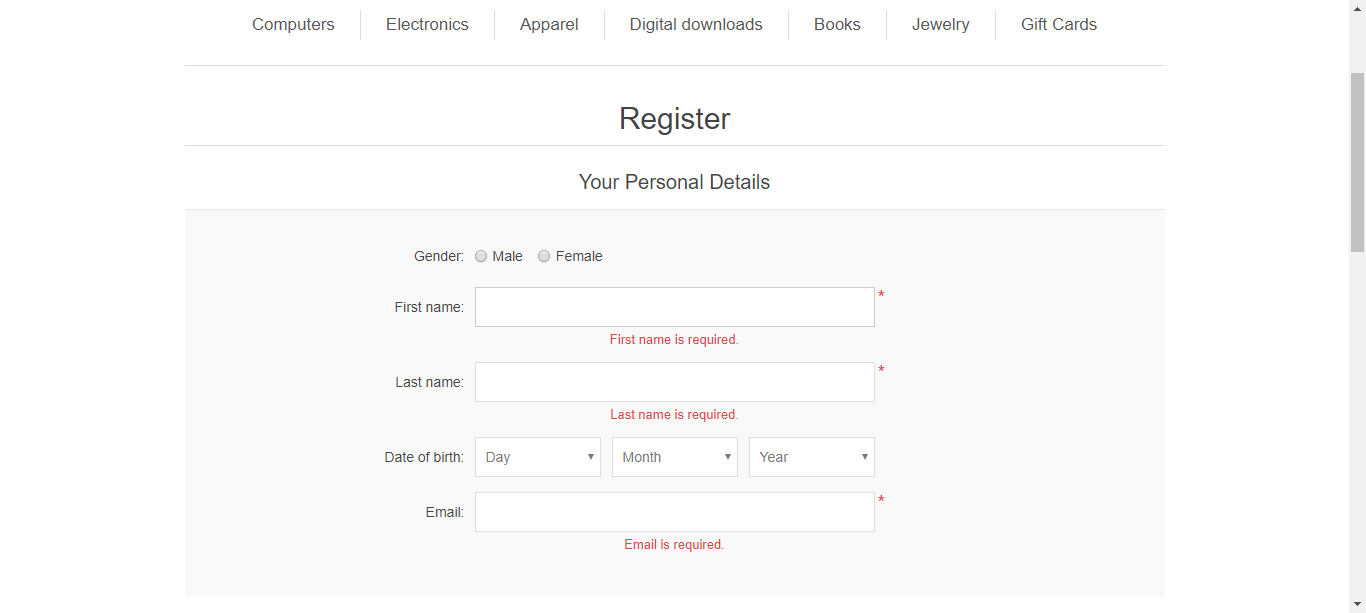 Computers Electronics Apparel Digital downloads Books Jewelry Gift Cards
Register
Your Personal Details
Gender: Male Female
First name: *
First name is required.
Last name: *
Last name is required.
Date of birth: Day Month Year
Email: *
Email is required.